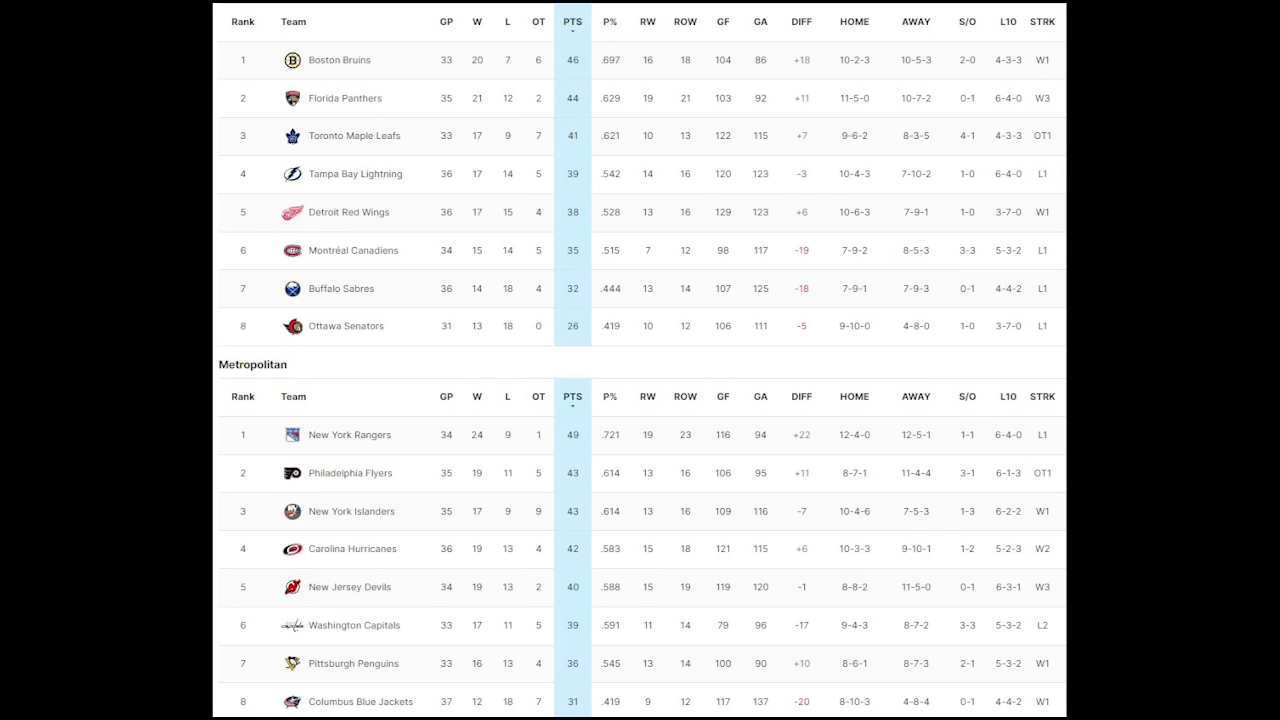 Rank Team GP W L OT PTS P% RW ROW GF GA DIFF HOME AWAY S/O L10 STRK
1 Boston Bruins 33 20 7 6 46 .697 16 18 104 86 +18 10-2-3 10-5-3 2-0 4-3-3 W1
2 Florida Panthers 35 21 12 2 44 .629 19 21 103 92 +11 11-5-0 10-7-2 0-1 6-4-0 W3
3 Toronto Maple Leafs 33 17 9 7 41 .621 10 13 122 115 +7 9-6-2 8-3-5 4-1 4-3-3 OT1
4 Tampa Bay Lightning 36 17 14 5 39 .542 14 16 120 123 -3 10-4-3 7-10-2 1-0 6-4-0 L1
5 Detroit Red Wings 36 17 15 4 38 .528 13 16 129 123 +6 10-6-3 7-9-1 1-0 3-7-0 W1
6 Montréal Canadiens 34 15 14 5 35 .515 7 12 98 117 -19 7-9-2 8-5-3 3-3 5-3-2 L1
7 Buffalo Sabres 36 14 18 4 32 .444 13 14 107 125 -18 7-9-1 7-9-3 0-1 4-4-2 L1
8 Ottawa Senators 31 13 18 0 26 .419 10 12 106 111 -5 9-10-0 4-8-0 1-0 3-7-0 L1
Metropolitan
Rank Team GP W L OT PTS P% RW ROW GF GA DIFF HOME AWAY S/O L10 STRK
1 New York Rangers 34 24 9 1 49 .721 19 23 116 94 +22 12-4-0 12-5-1 1-1 6-4-0 L1
2 Philadelphia Flyers 35 19 11 5 43 .614 13 16 106 95 +11 8-7-1 11-4-4 3-1 6-1-3 OT1
3 New York Islanders 35 17 9 9 43 .614 13 16 109 116 -7 10-4-6 7-5-3 1-3 6-2-2 W1
4 Carolina Hurricanes 36 19 13 4 42 .583 15 18 121 115 +6 10-3-3 9-10-1 1-2 5-2-3 W2
5 New Jersey Devils 34 19 13 2 40 .588 15 19 119 120 -1 8-8-2 11-5-0 0-1 6-3-1 W3
6 Washington Capitals 33 17 11 5 39 .591 11 14 79 96 -17 9-4-3 8-7-2 3-3 5-3-2 L2
7 Pittsburgh Penguins 33 16 13 4 36 .545 13 14 100 90 +10 8-6-1 8-7-3 2-1 5-3-2 W1
8 Columbus Blue Jackets 37 12 18 7 31 .419 9 12 117 137 -20 8-10-3 4-8-4 0-1 4-4-2 W1